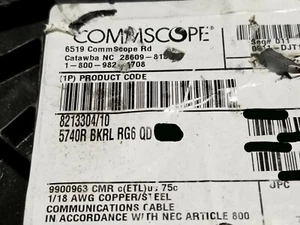 COMMSCOPE
6519 CommScope Rd
Catawba NC 28609-81
1-800-982-1708
(1P) PRODUCT CODE
8213304/10
5740R BKRL RG6 QD
9900963 CMR c(ETL)us 75c
1/18 AWG COPPER/STEEL
COMMUNICATIONS CABLE
IN ACCORDANCE WITH NEC ARTICLE 800
JPC